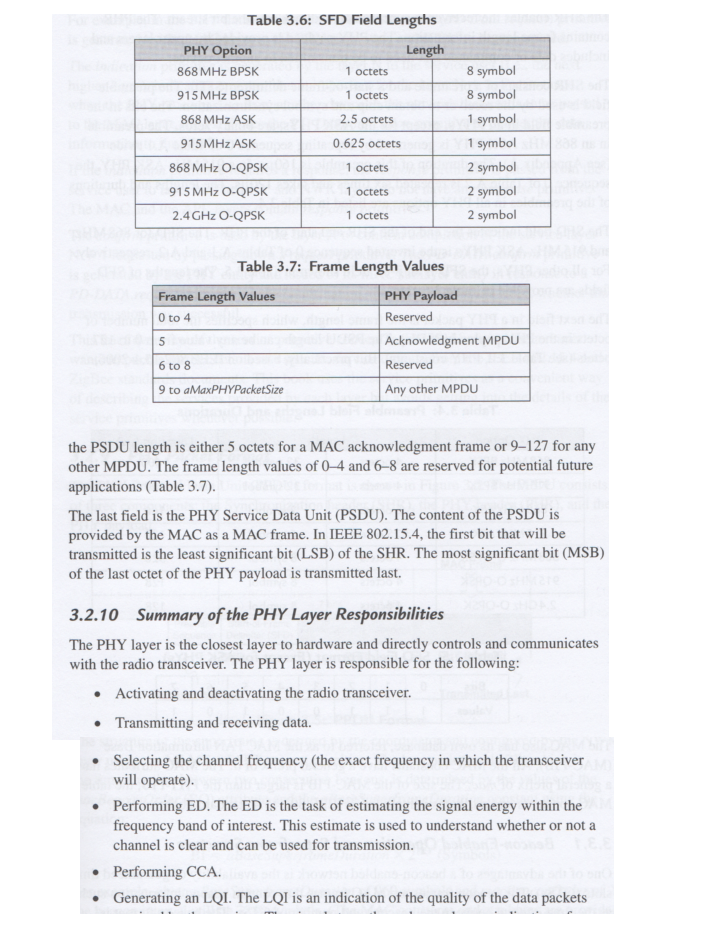 Table 3.6: SFD Field Lengths
PHY Option Length
868 MHz BPSK 1 octets 8 symbol
915 MHz BPSK 1 octets 8 symbol
868 MHz ASK 2.5 octets 1 symbol
915 MHz ASK 0.625 octets 1 symbol
868 MHz O-QPSK 1 octets 2 symbol
915 MHz O-QPSK 1 octets 2 symbol
2.4 GHz O-QPSK 1 octets 2 symbol
Table 3.7: Frame Length Values
Frame Length Values PHY Payload
0 to 4 Reserved
5 Acknowledgment MPDU
6 to 8 Reserved
9 to aMaxPHYPacketSize Any other MPDU
the PSDU length is either 5 octets for a MAC acknowledgment frame or 9–127 for any
other MPDU. The frame length values of 0–4 and 6–8 are reserved for potential future
applications (Table 3.7).
The last field is the PHY Service Data Unit (PSDU). The content of the PSDU is
provided by the MAC as a MAC frame. In IEEE 802.15.4, the first bit that will be
transmitted is the least significant bit (LSB) of the SHR. The most significant bit (MSB)
of the last octet of the PHY payload is transmitted last.
3.2.10 Summary of the PHY Layer Responsibilities
The PHY layer is the closest layer to hardware and directly controls and communicates
with the radio transceiver. The PHY layer is responsible for the following:
• Activating and deactivating the radio transceiver.
• Transmitting and receiving data.
• Selecting the channel frequency (the exact frequency in which the transceiver
will operate).
• Performing ED. The ED is the task of estimating the signal energy within the
frequency band of interest. This estimate is used to understand whether or not a
channel is clear and can be used for transmission.
• Performing CCA.
• Generating an LQI. The LQI is an indication of the quality of the data packets